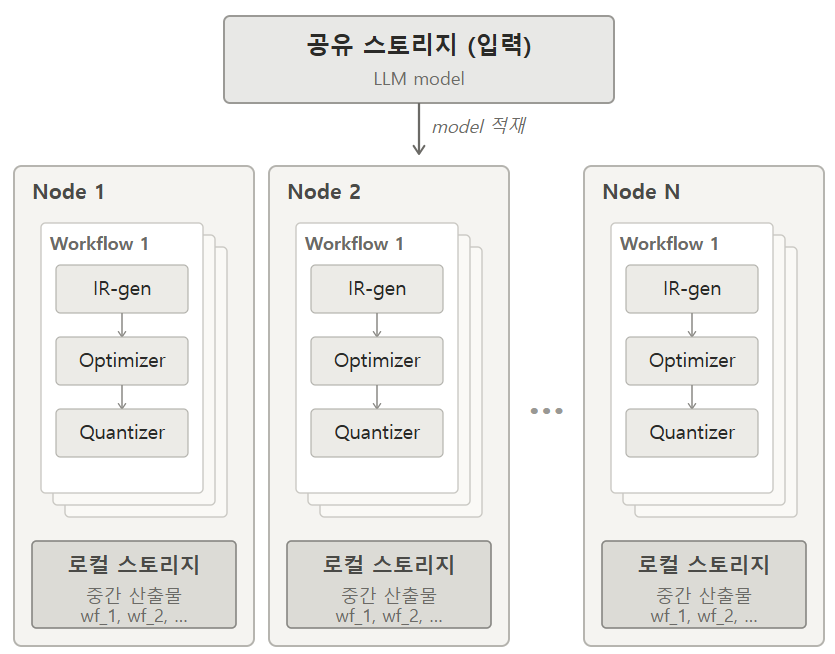 공유 스토리지 (입력)
LLM model
model 적재
Node 1
Workflow 1
IR-gen
Optimizer
Quantizer
로컬 스토리지
중간 산출물
wf_1, wf_2, ...
Node 2
Workflow 1
IR-gen
Optimizer
Quantizer
로컬 스토리지
중간 산출물
wf_1, wf_2, ...
•••
Node N
Workflow 1
IR-gen
Optimizer
Quantizer
로컬 스토리지
중간 산출물
wf_1, wf_2, ...